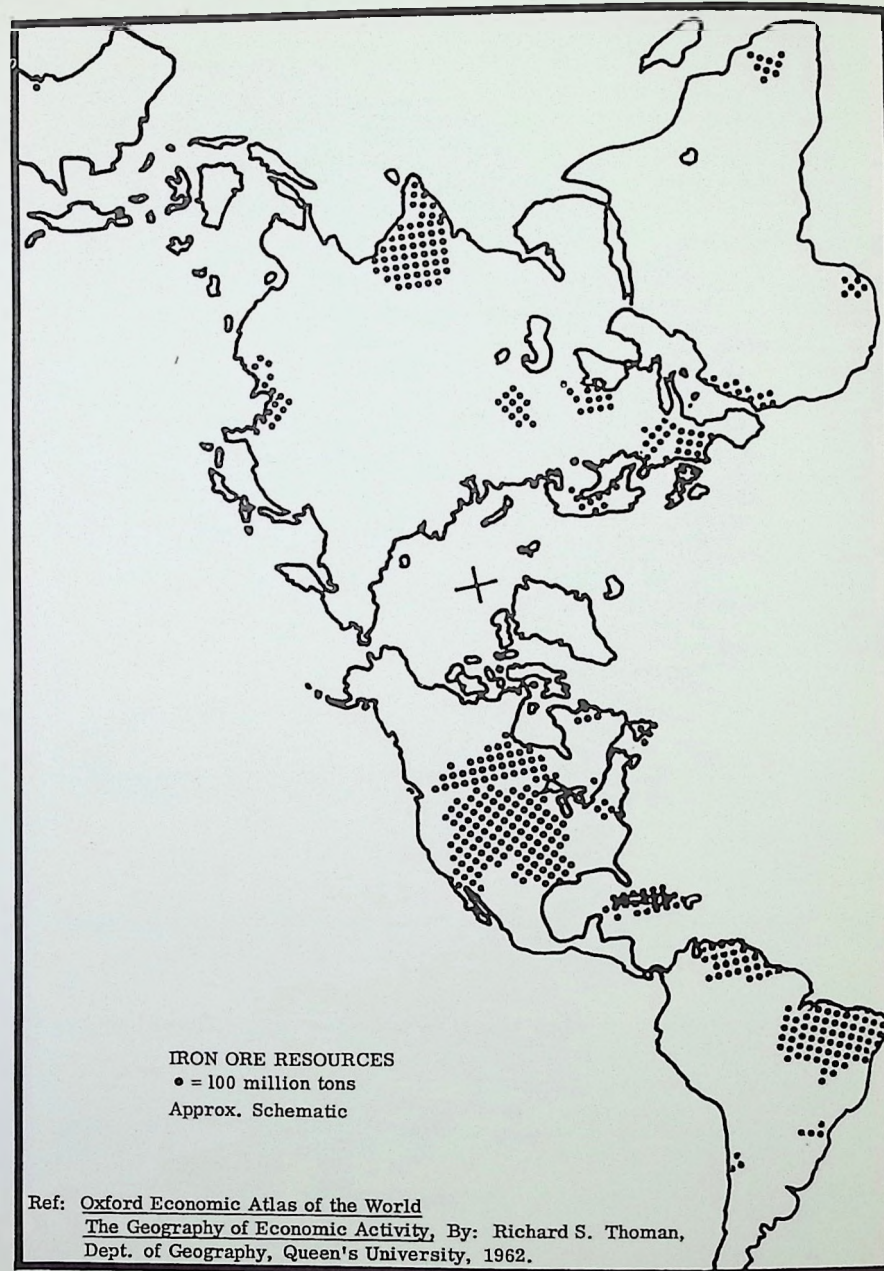 IRON ORE RESOURCES
● = 100 million tons
Approx. Schematic
Ref: Oxford Economic Atlas of the World
The Geography of Economic Activity, By: Richard S. Thoman,
Dept. of Geography, Queen's University, 1962.